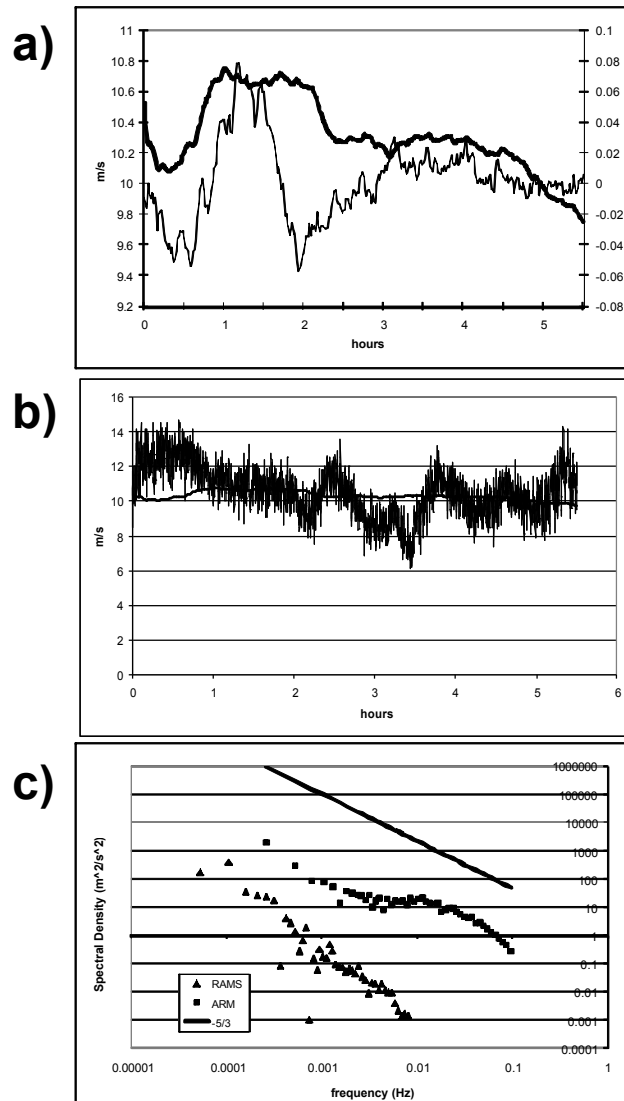 a)
11
10.8
10.6
10.4
10.2
10
9.8
9.6
9.4
9.2
m/s
0.1
0.08
0.06
0.04
0.02
0
-0.02
-0.04
-0.06
-0.08
0 1 2 3 4 5
hours
b)
16
14
12
10
8
6
4
2
0
m/s
0 1 2 3 4 5 6
hours
c)
Spectral Density (m^2/s^2)
1000000
100000
10000
1000
100
10
1
0.1
0.01
0.001
0.0001
RAMS
ARM
-5/3
0.00001 0.0001 0.001 0.01 0.1 1
frequency (Hz)